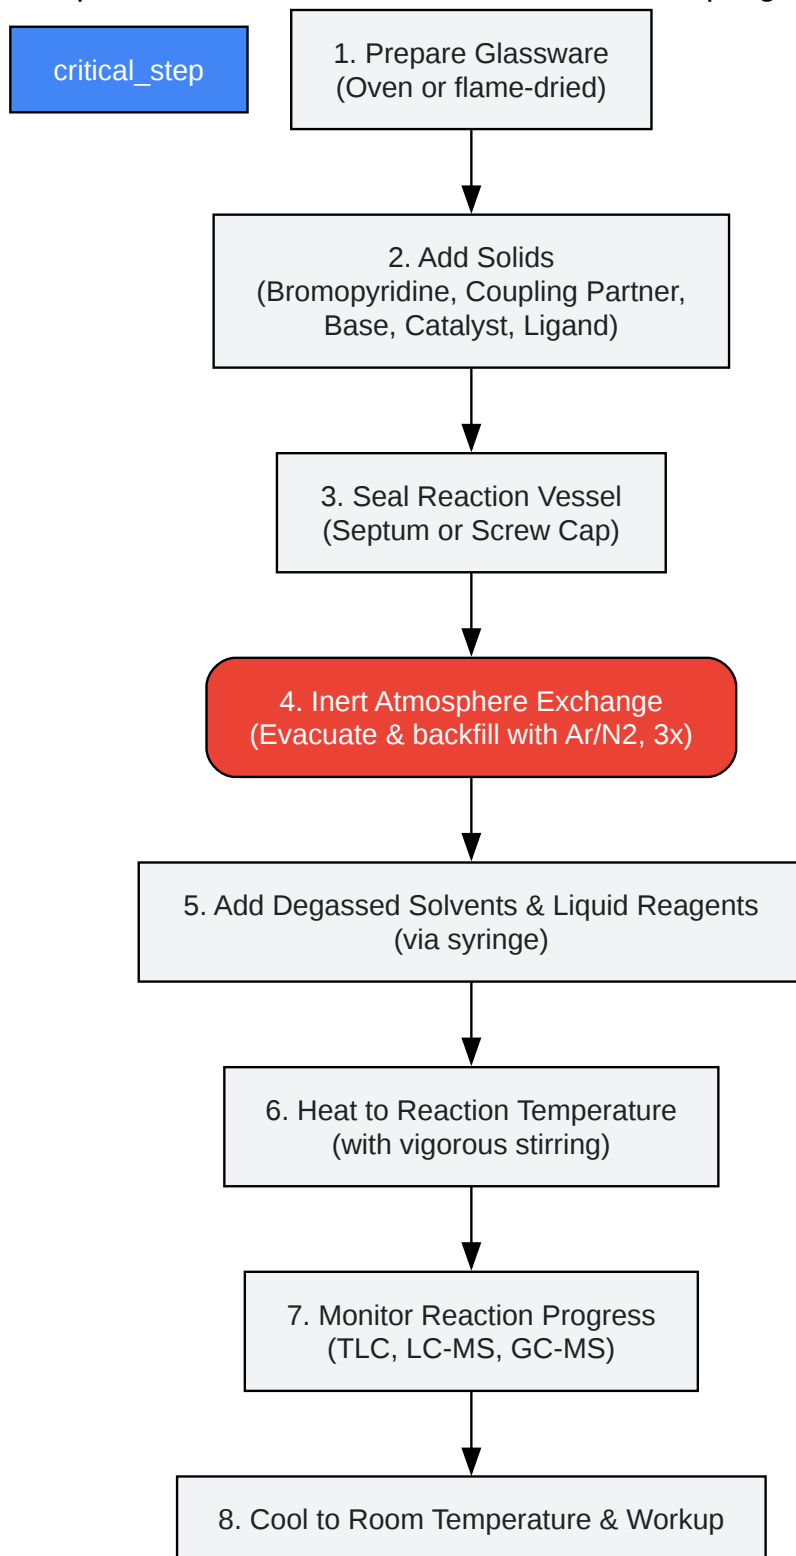 critical_step
1. Prepare Glassware
(Oven or flame-dried)
2. Add Solids
(Bromopyridine, Coupling Partner,
Base, Catalyst, Ligand)
3. Seal Reaction Vessel
(Septum or Screw Cap)
4. Inert Atmosphere Exchange
(Evacuate & backfill with Ar/N2, 3x)
5. Add Degassed Solvents & Liquid Reagents
(via syringe)
6. Heat to Reaction Temperature
(with vigorous stirring)
7. Monitor Reaction Progress
(TLC, LC-MS, GC-MS)
8. Cool to Room Temperature & Workup